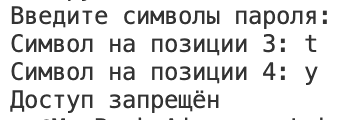 Введите символы пароля:
Символ на позиции 3: t
Символ на позиции 4: y
Доступ запрещён